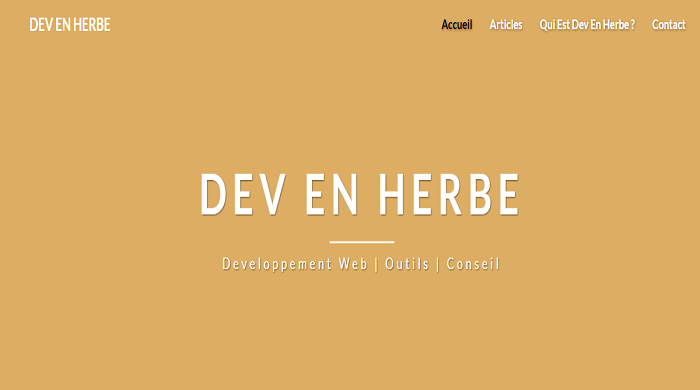 DEV EN HERBE
Accueil Articles Qui Est Dev En Herbe ? Contact
DEV EN HERBE
Developpement Web | Outils | Conseil